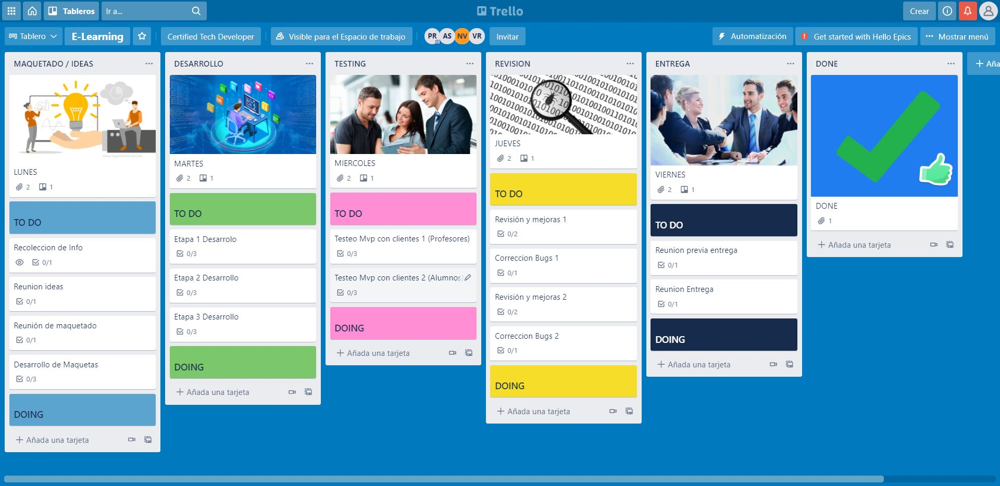 Tableros
Ir a...
Trello
Crear
Tablero
E-Learning
Certified Tech Developer
Visible para el Espacio de trabajo
PR
AS
NV
VR
Invitar
Automatización
Get started with Hello Epics
Mostrar menú
MAQUETADO / IDEAS
www.IngenioVirtual.com
LUNES
2
1
TO DO
Recoleccion de Info
0/1
Reunion ideas
0/1
Reunión de maquetado
0/1
Desarrollo de Maquetas
0/3
DOING
Añada una tarjeta
DESARROLLO
MARTES
2
1
TO DO
Etapa 1 Desarrolo
0/3
Etapa 2 Desarrollo
0/3
Etapa 3 Desarrollo
0/3
DOING
Añada una tarjeta
TESTING
MIERCOLES
2
1
TO DO
Testeo Mvp con clientes 1 (Profesores)
0/3
Testeo Mvp con clientes 2 (Alumnos)
0/3
DOING
Añada una tarjeta
REVISION
JUEVES
2
1
TO DO
Revisión y mejoras 1
0/2
Correccion Bugs 1
0/1
Revisión y mejoras 2
0/2
Correccion Bugs 2
0/1
DOING
Añada una tarjeta
ENTREGA
VIERNES
2
1
TO DO
Reunion previa entrega
0/1
Reunion Entrega
0/1
DOING
Añada una tarjeta
DONE
DONE
1
Añada una tarjeta
Aña